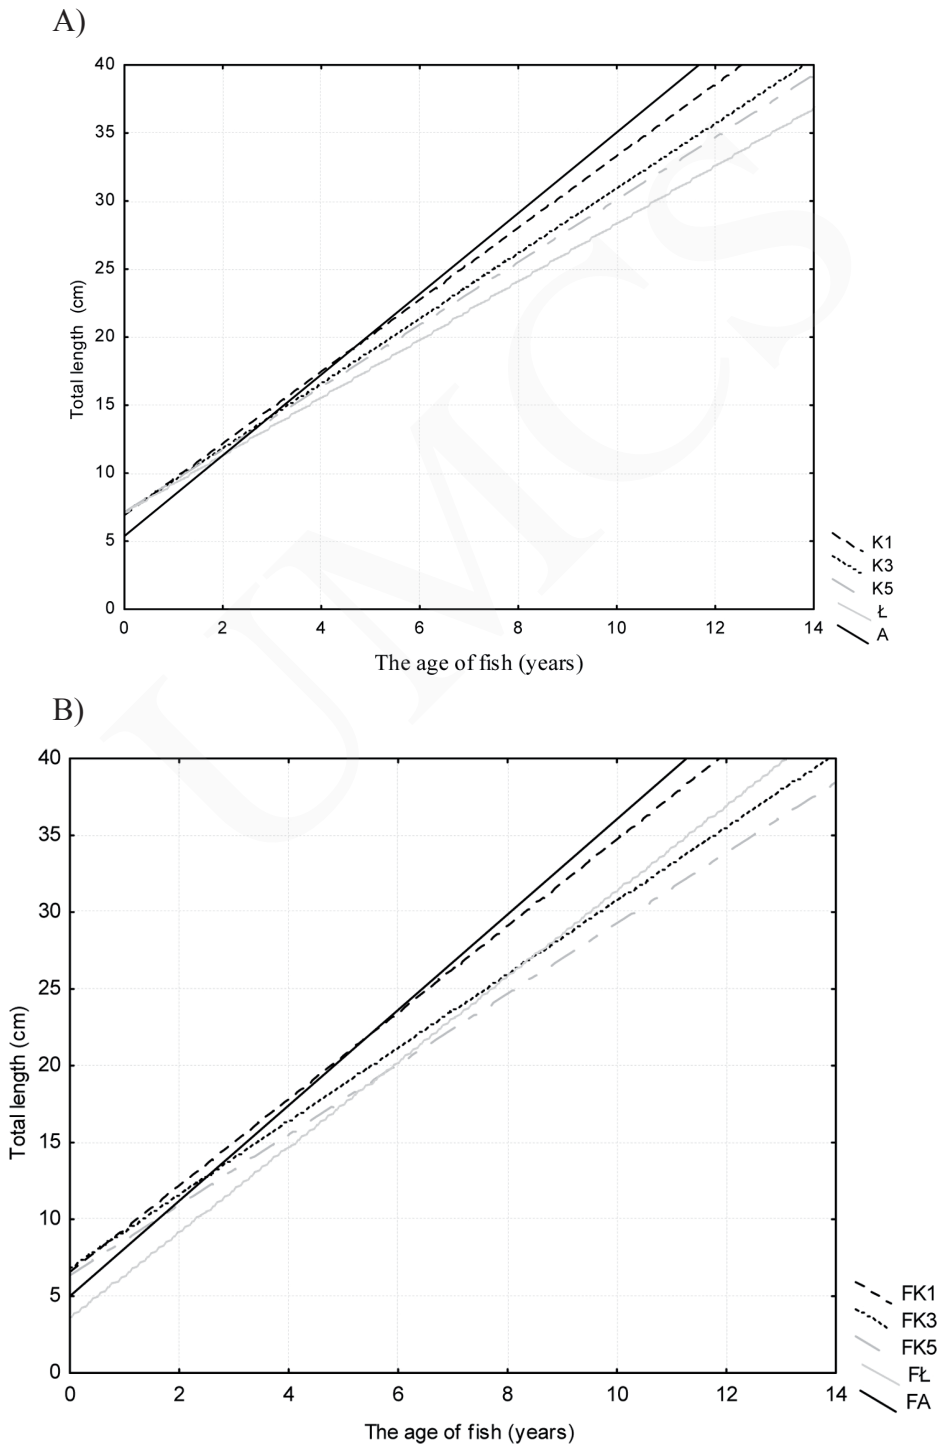 A)
40
35
30
25
20
15
10
5
0
Total length (cm)
0 2 4 6 8 10 12 14
The age of fish (years)
K1
K3
K5
Ł
A
UMCS
B)
40
35
30
25
20
15
10
5
0
Total length (cm)
0 2 4 6 8 10 12 14
The age of fish (years)
FK1
FK3
FK5
FŁ
FA